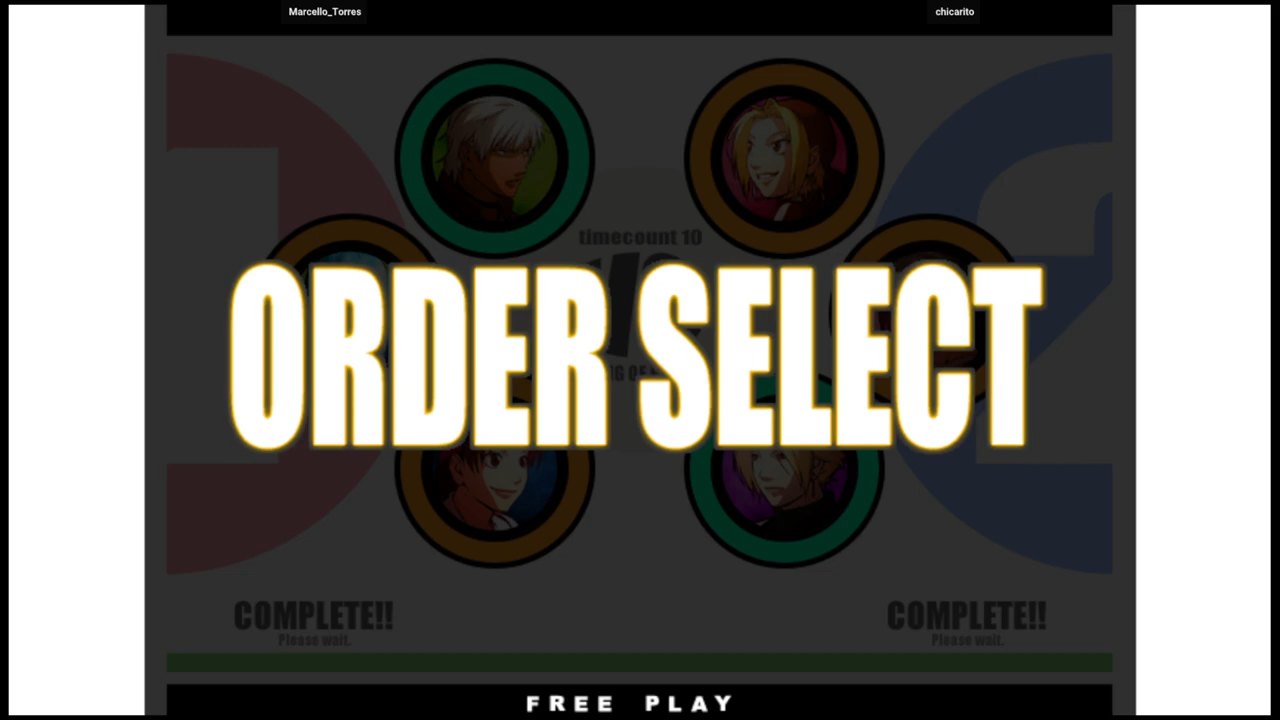 Marcello_Torres
chicarito
timecount 10
ORDER SELECT
COMPLETE!!
Please wait.
COMPLETE!!
Please wait.
FREE PLAY